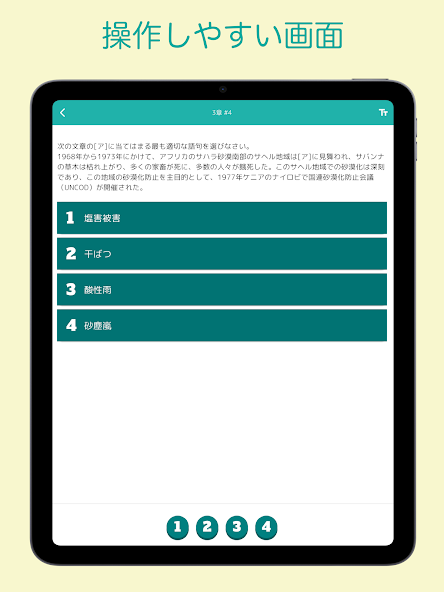 操作しやすい画面
3章 #4
TT
次の文章の[ア]に当てはまる最も適切な語句を選びなさい。
1968年から1973年にかけて、アフリカのサハラ砂漠南部のサヘル地域は[ア]に見舞われ、サバンナ
の草木は枯れ上がり、多くの家畜が死に、多数の人々が餓死した。このサヘル地域での砂漠化は深刻
であり、この地域の砂漠化防止を主目的として、1977年ケニアのナイロビで国連砂漠化防止会議
（UNCOD）が開催された。
1 塩害被害
2 干ばつ
3 酸性雨
4 砂塵嵐
1 2 3 4